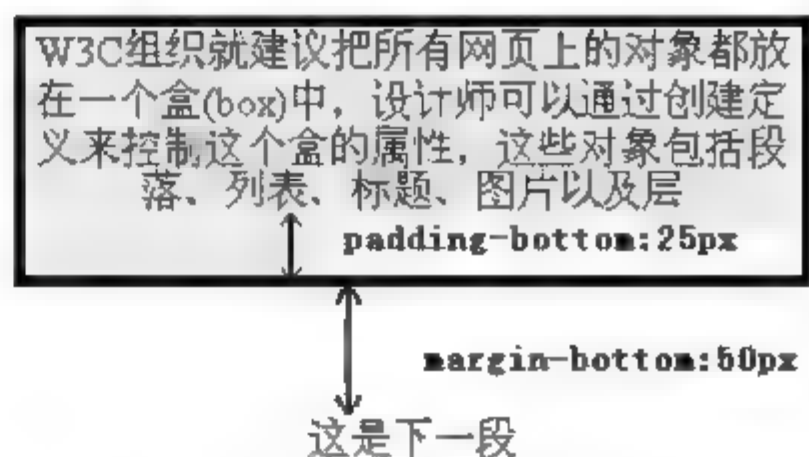 W3C组织就建议把所有网页上的对象都放
在一个盒(box)中，设计师可以通过创建定
义来控制这个盒的属性，这些对象包括段
落、列表、标题、图片以及层
padding-bottom:25px
margin-bottom:50px
这是下一段